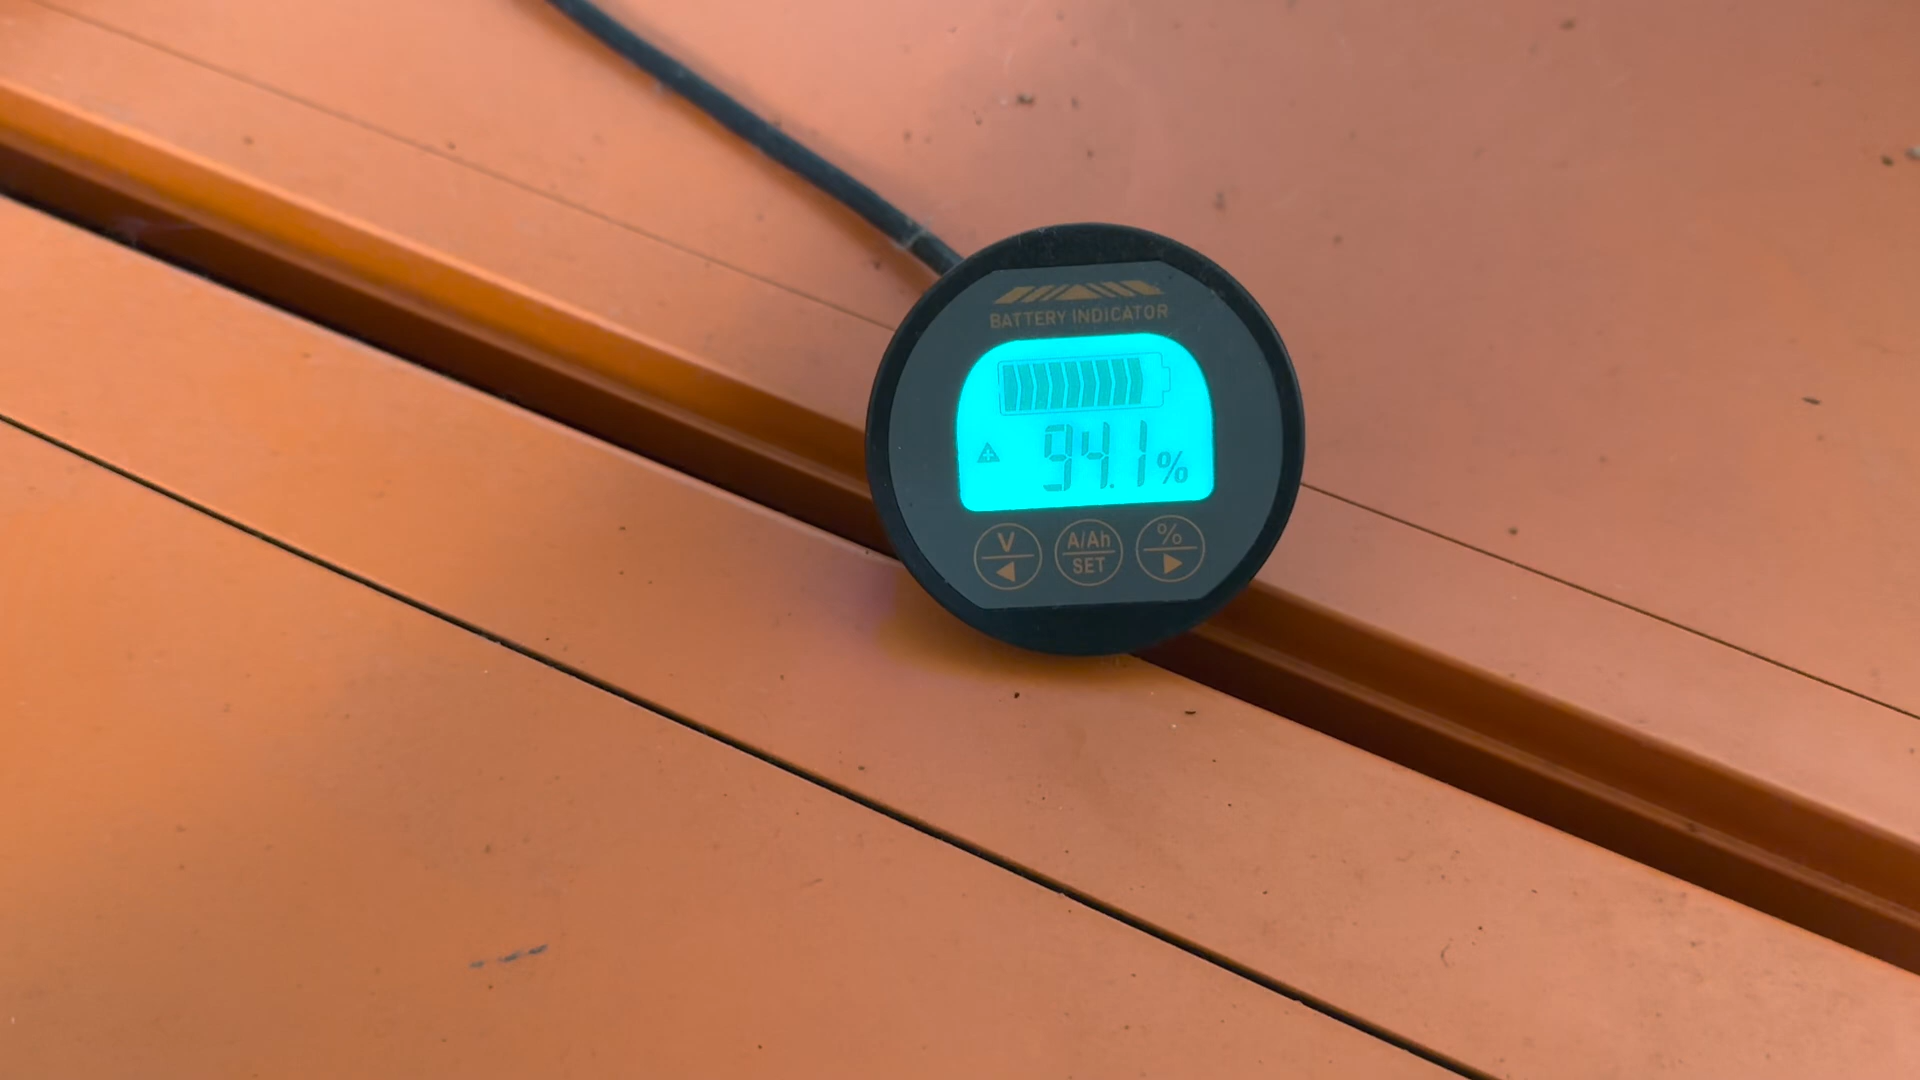 BATTERY INDICATOR
94.1%
V
A/Ah
%
SET